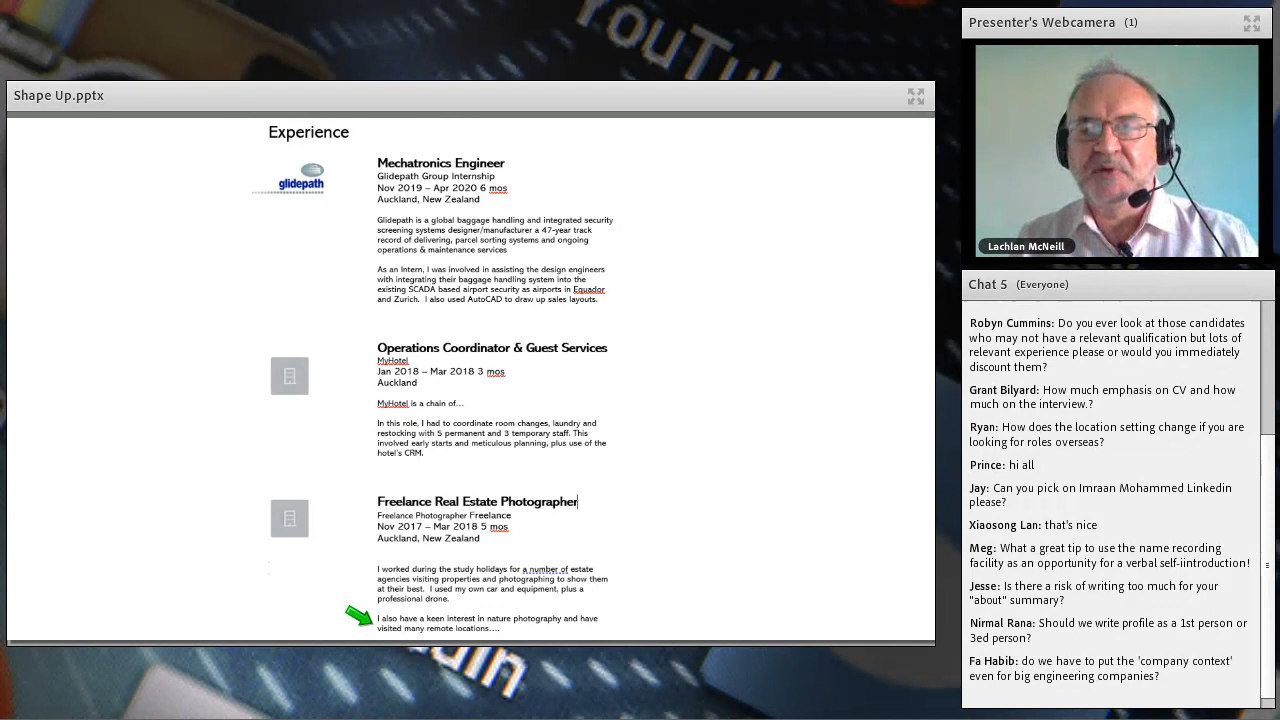 YouTu
Presenter's Webcamera (1)
Shape Up.pptx
Experience
glidepath
Mechatronics Engineer
Glidepath Group Internship
Nov 2019 – Apr 2020 6 mos
Auckland, New Zealand
Glidepath is a global baggage handling and integrated security
screening systems designer/manufacturer a 47-year track
record of delivering, parcel sorting systems and ongoing
operations & maintenance services
As an Intern, I was involved in assisting the design engineers
with integrating their baggage handling system into the
existing SCADA based airport security as airports in Equador
and Zurich. I also used AutoCAD to draw up sales layouts.
Operations Coordinator & Guest Services
MyHotel
Jan 2018 – Mar 2018 3 mos
Auckland
MyHotel is a chain of...
In this role, I had to coordinate room changes, laundry and
restocking with 5 permanent and 3 temporary staff. This
involved early starts and meticulous planning, plus use of the
hotel's CRM.
Freelance Real Estate Photographer
Freelance Photographer Freelance
Nov 2017 – Mar 2018 5 mos
Auckland, New Zealand
I worked during the study holidays for a number of estate
agencies visiting properties and photographing to show them
at their best. I used my own car and equipment, plus a
professional drone.
I also have a keen interest in nature photography and have
visited many remote locations....
Lachlan McNeill
Chat 5 (Everyone)
Robyn Cummins: Do you ever look at those candidates
who may not have a relevant qualification but lots of
relevant experience please or would you immediately
discount them?
Grant Bilyard: How much emphasis on CV and how
much on the interview.?
Ryan: How does the location setting change if you are
looking for roles overseas?
Prince: hi all
Jay: Can you pick on Imraan Mohammed Linkedin
please?
Xiaosong Lan: that's nice
Meg: What a great tip to use the name recording
facility as an opportunity for a verbal self-iintroduction!
Jesse: Is there a risk of writing too much for your
"about" summary?
Nirmal Rana: Should we write profile as a 1st person or
3ed person?
Fa Habib: do we have to put the 'company context'
even for big engineering companies?